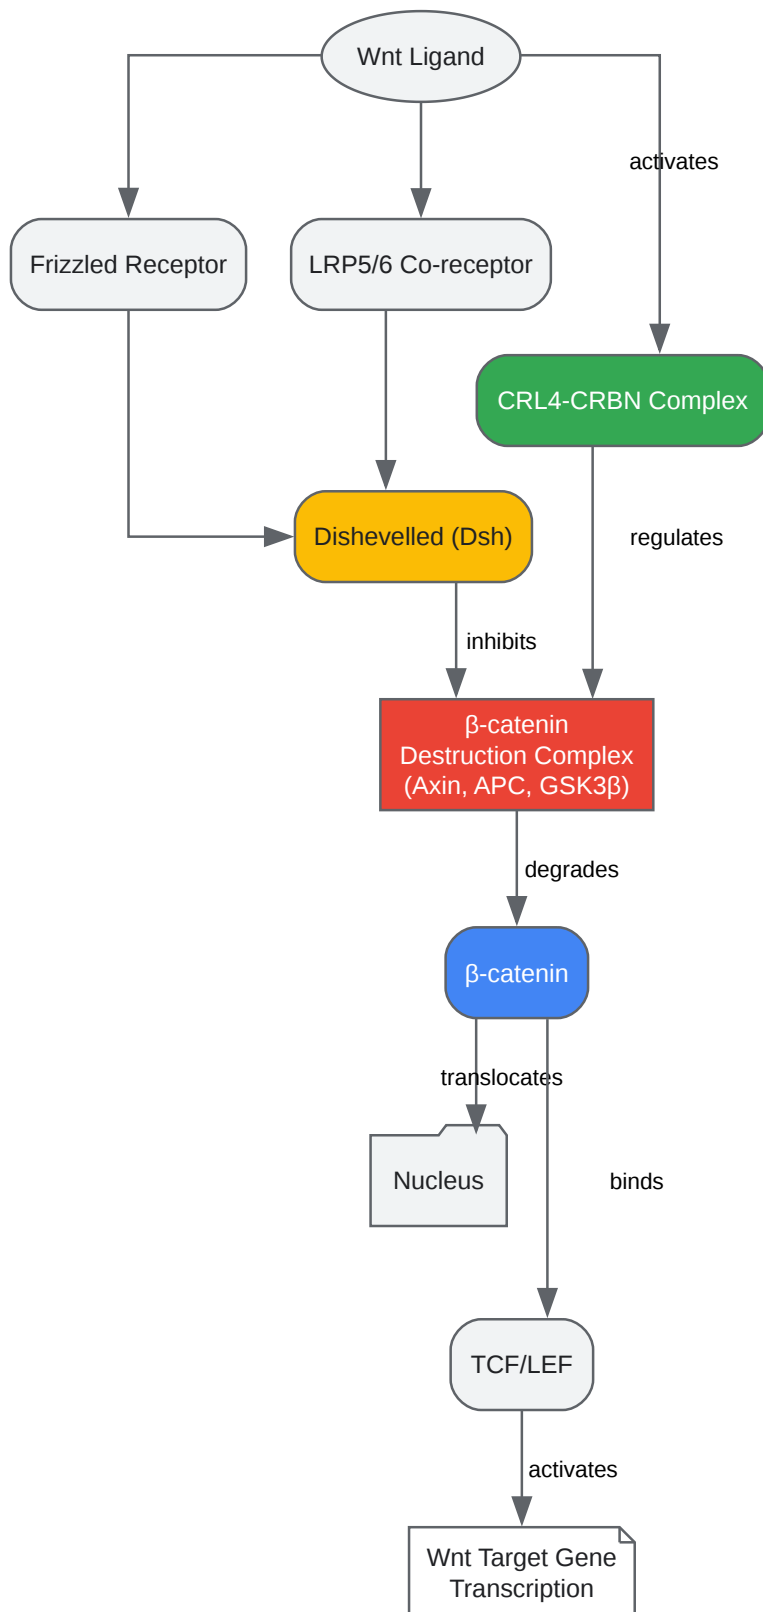 Wnt Ligand
activates
Frizzled Receptor
LRP5/6 Co-receptor
CRL4-CRBN Complex
Dishevelled (Dsh)
regulates
inhibits
β-catenin
Destruction Complex
(Axin, APC, GSK3β)
degrades
β-catenin
translocates
Nucleus
binds
TCF/LEF
activates
Wnt Target Gene
Transcription